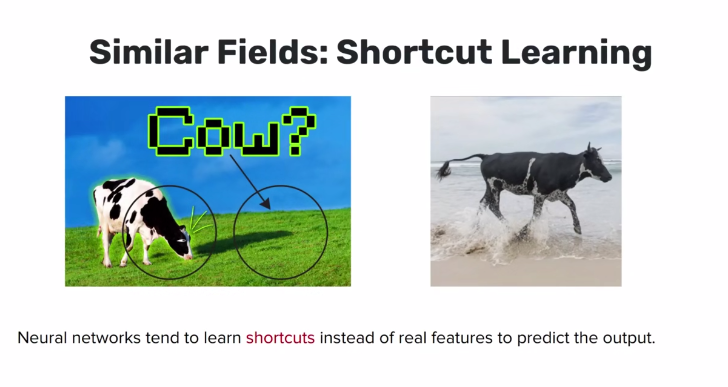 Similar Fields: Shortcut Learning
Cow?
Neural networks tend to learn shortcuts instead of real features to predict the output.